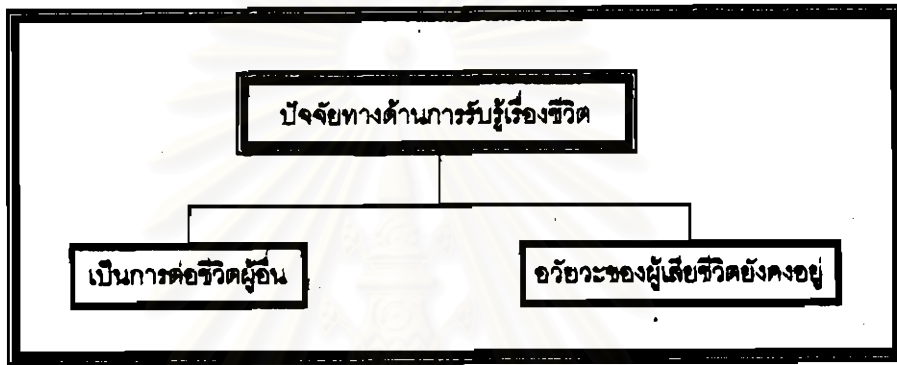 ปัจจัยทางด้านการรับรู้เรื่องชีวิต
เป็นการต่อชีวิตผู้อื่น
อวัยวะของผู้เสียชีวิตยังคงอยู่